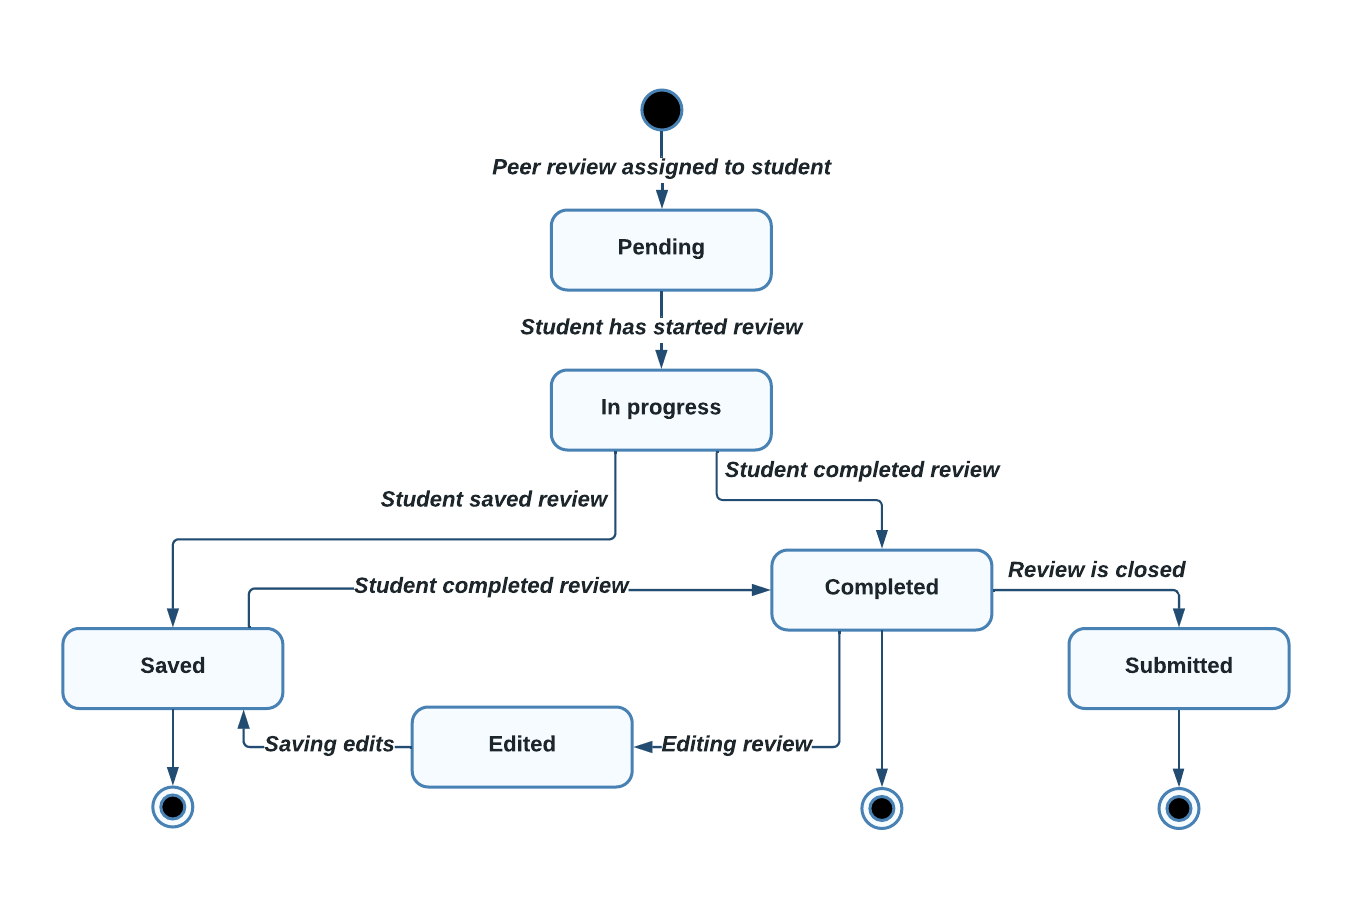 Peer review assigned to student
Pending
Student has started review
In progress
Student completed review
Student saved review
Review is closed
Student completed review
Completed
Saved
Submitted
Saving edits
Edited
Editing review